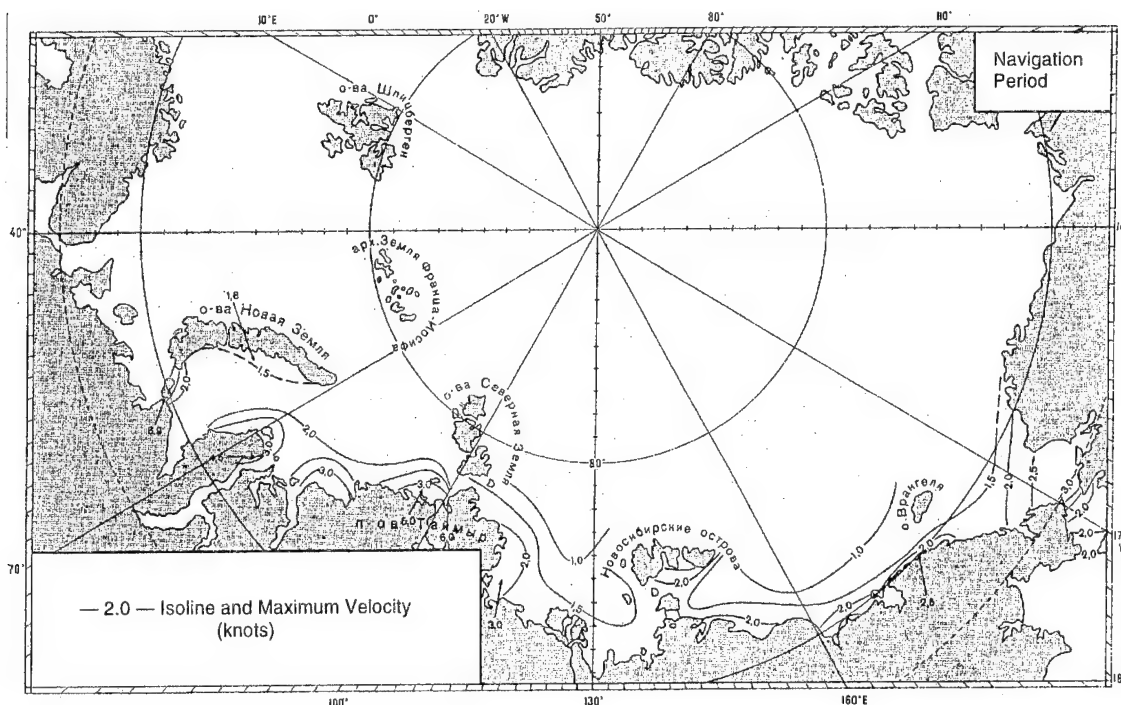 10°E
0°
20°W
50°
80°
110°
Navigation
Period
о-ва Шпицберген
40°
арх. Земля Франца-Иосифа
1,6
о-ва Новая Земля
1,5
2,0
о-ва Северная Земля
2,0
3,0
3,0
80
о-Врангеля
1,5
2,0
2,5
3,0
п-ов Таймыр
6,0
Новосибирские острова
1,0
1,0
2,0
2,0
1,5
2,0
2,0
2,0
2,0
3,0
70°
— 2.0 — Isoline and Maximum Velocity
(knots)
100°
130°
160°E